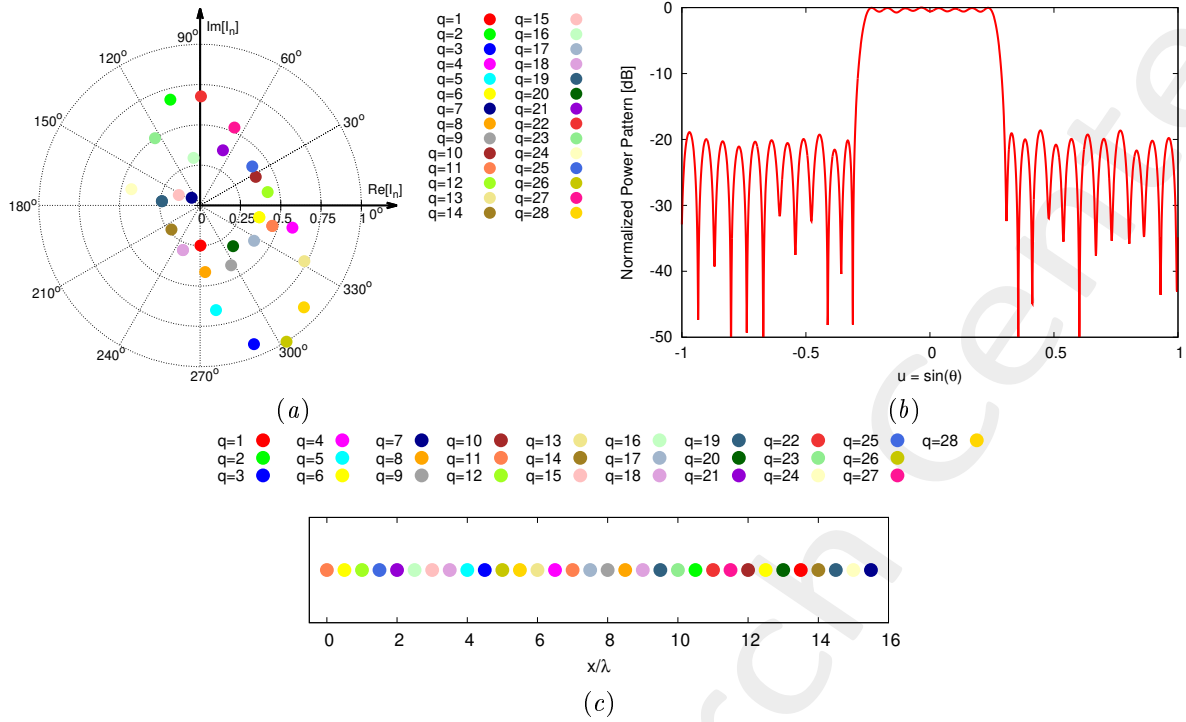 Im[Iₙ]
90°
120°
60°
150°
30°
Re[Iₙ]
180°
0
0.25
0.5
0.75
1
0°
210°
330°
240°
300°
270°
q=1 q=15
q=2 q=16
q=3 q=17
q=4 q=18
q=5 q=19
q=6 q=20
q=7 q=21
q=8 q=22
q=9 q=23
q=10 q=24
q=11 q=25
q=12 q=26
q=13 q=27
q=14 q=28
(a)
Normalized Power Pattern [dB]
0
-10
-20
-30
-40
-50
-1 -0.5 0 0.5 1
u = sin(θ)
(b)
q=1 q=4 q=7 q=10 q=13 q=16 q=19 q=22 q=25 q=28
q=2 q=5 q=8 q=11 q=14 q=17 q=20 q=23 q=26
q=3 q=6 q=9 q=12 q=15 q=18 q=21 q=24 q=27
0 2 4 6 8 10 12 14 16
x/λ
(c)
rch Cente